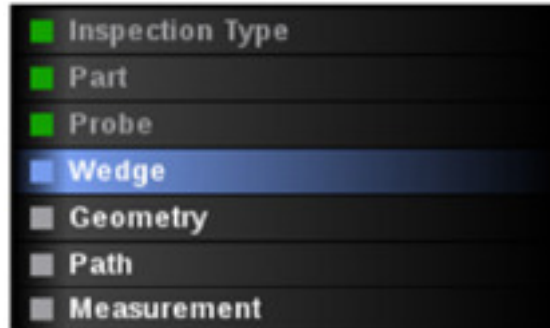 Inspection Type
Part
Probe
Wedge
Geometry
Path
Measurement